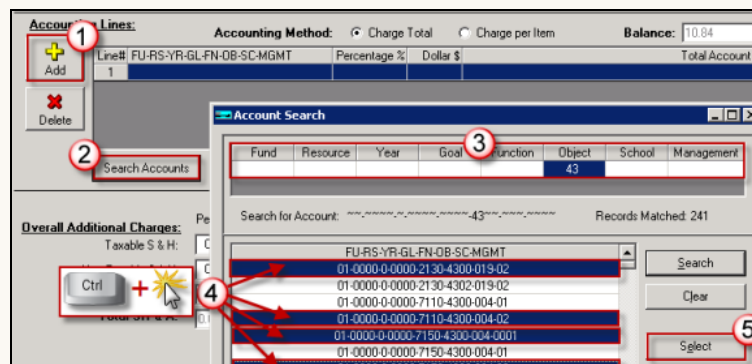 Accounting Lines:
Accounting Method: Charge Total Charge per Item Balance: 10.84
1
Add
Line# FU-RS-YR-GL-FN-OB-SC-MGMT Percentage % Dollar $ Total Account
1
Delete
Account Search
2
Search Accounts
3
Fund Resource Year Goal Function Object School Management
43
Search for Account: ~~-~~~~-~-~~~~-~~~~-43~~-~~~-~~~~ Records Matched: 241
Overall Additional Charges:
Taxable S & H:
FU-RS-YR-GL-FN-OB-SC-MGMT
01-0000-0-0000-2130-4300-019-02
01-0000-0-0000-2130-4302-019-02
01-0000-0-0000-7110-4300-004-01
01-0000-0-0000-7110-4300-004-02
01-0000-0-0000-7150-4300-004-0001
01-0000-0-0000-7150-4300-004-01
Search
Clear
Select
Ctrl +
4
5